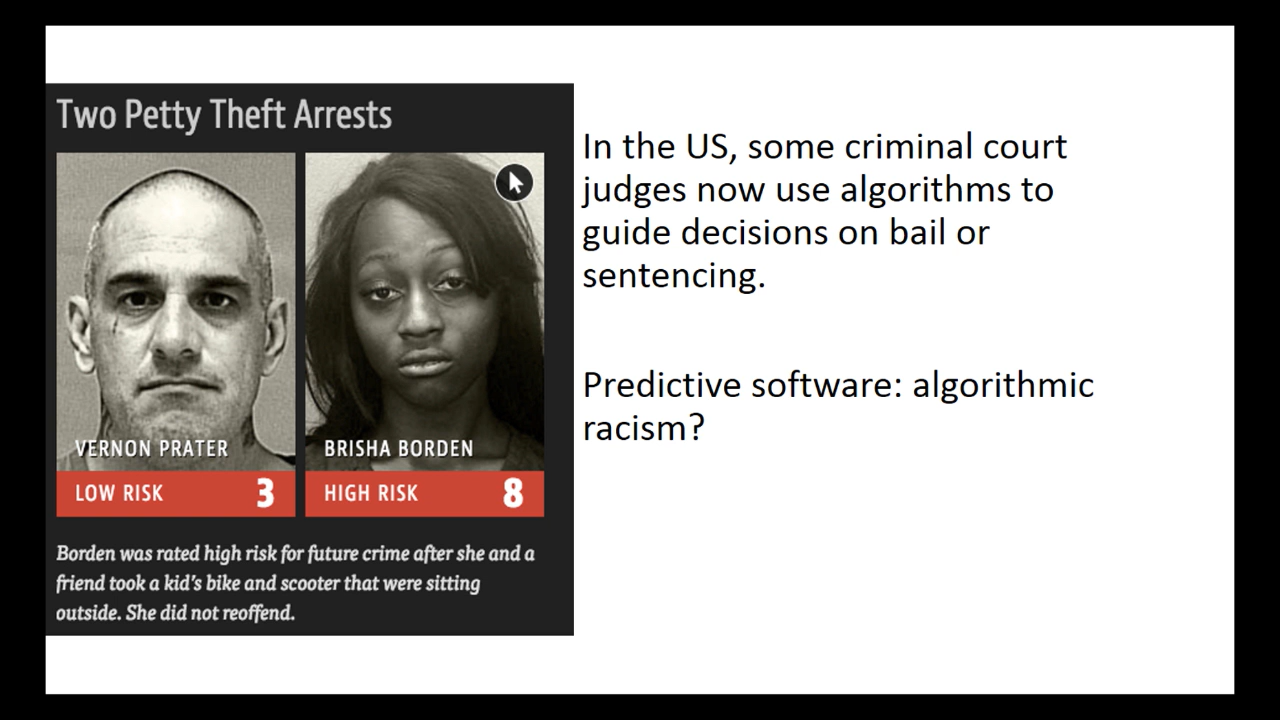 Two Petty Theft Arrests
VERNON PRATER
LOW RISK 3
BRISHA BORDEN
HIGH RISK 8
Borden was rated high risk for future crime after she and a
friend took a kid's bike and scooter that were sitting
outside. She did not reoffend.
In the US, some criminal court
judges now use algorithms to
guide decisions on bail or
sentencing.
Predictive software: algorithmic
racism?